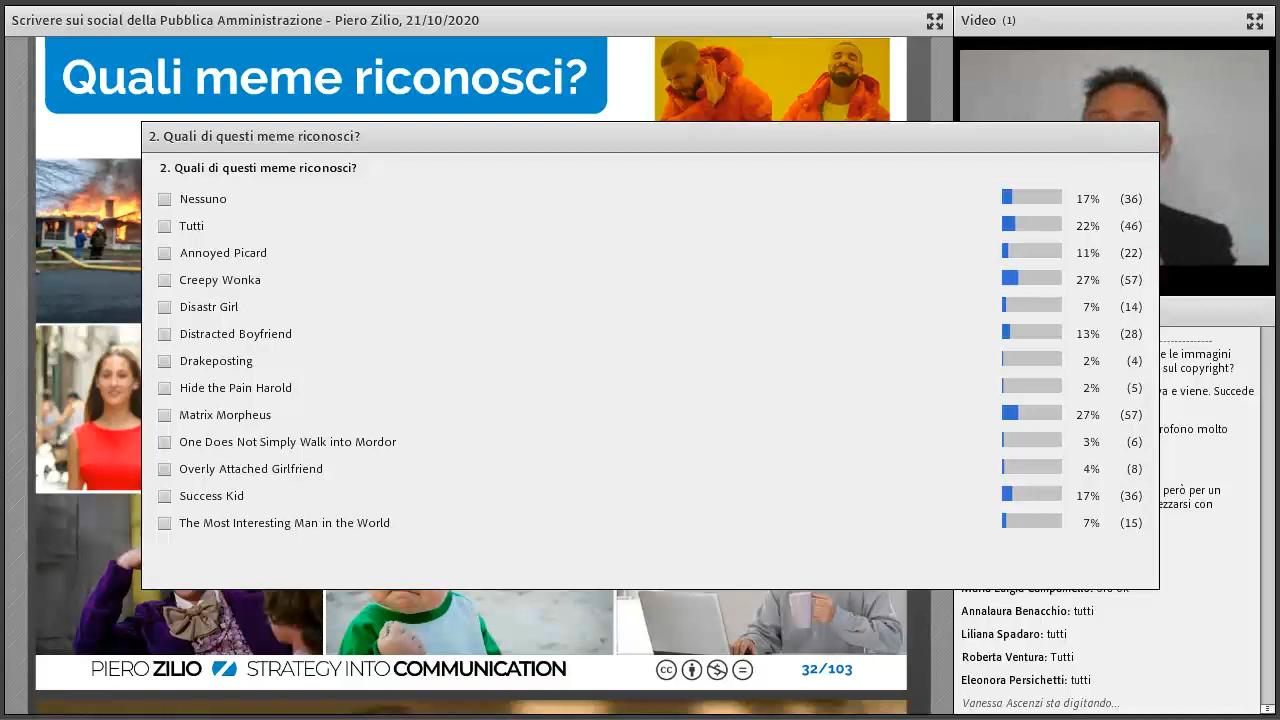 Scrivere sui social della Pubblica Amministrazione - Piero Zilio, 21/10/2020
Video (1)
Quali meme riconosci?
2. Quali di questi meme riconosci?
2. Quali di questi meme riconosci?
Nessuno 17% (36)
Tutti 22% (46)
Annoyed Picard 11% (22)
Creepy Wonka 27% (57)
Disastr Girl 7% (14)
Distracted Boyfriend 13% (28)
Drakeposting 2% (4)
Hide the Pain Harold 2% (5)
Matrix Morpheus 27% (57)
One Does Not Simply Walk into Mordor 3% (6)
Overly Attached Girlfriend 4% (8)
Success Kid 17% (36)
The Most Interesting Man in the World 7% (15)
e le immagini
sul copyright?
e viene. Succede
molto
però per un
con
Annalaura Benacchio: tutti
Liliana Spadaro: tutti
Roberta Ventura: Tutti
Eleonora Persichetti: tutti
Vanessa Ascenzi sta digitando...
PIERO ZILIO STRATEGY INTO COMMUNICATION
cc $ =
32/103